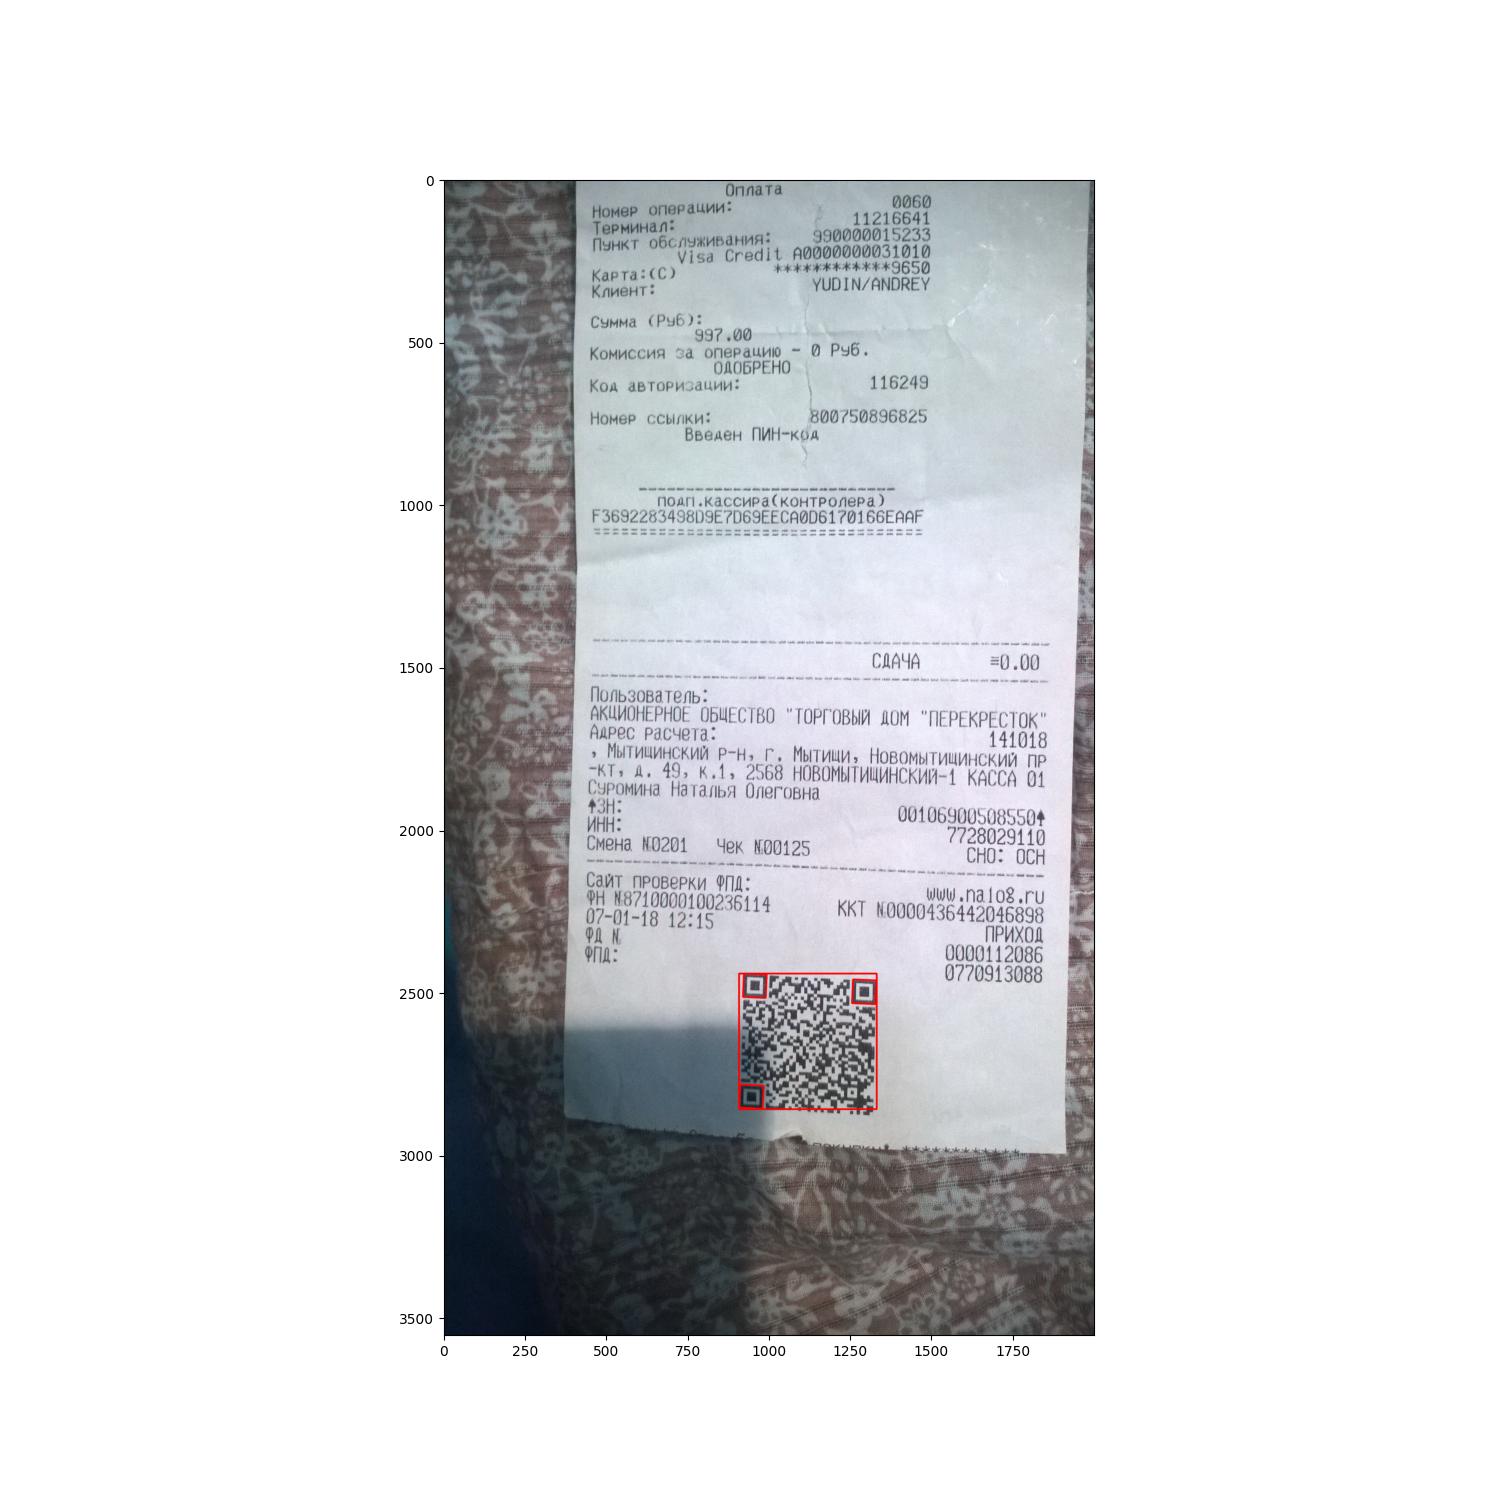 Оплата
Номер операции: 0060
Терминал: 11216641
Пункт обслуживания: 990000015233
Visa Credit A0000000031010
Карта:(C) ************9650
Клиент: YUDIN/ANDREY
Сумма (Руб):
997.00
Комиссия за операцию - 0 Руб.
ОДОБРЕНО
Код авторизации: 116249
Номер ссылки: 800750896825
Введен ПИН-код
подп.кассира(контролера)
F3692283498D9E7D69EECA0D6170166EAAF
===================================
СДАЧА ≡0.00
Пользователь:
АКЦИОНЕРНОЕ ОБЩЕСТВО "ТОРГОВЫЙ ДОМ "ПЕРЕКРЕСТОК"
Адрес расчета: 141018
, Мытищинский р-н, г. Мытищи, Новомытищинский пр
-кт, д. 49, к.1, 2568 НОВОМЫТИЩИНСКИЙ-1 КАССА 01
Суромина Наталья Олеговна
♠ЗН: 00106900508550♠
ИНН: 7728029110
Смена №0201 Чек №00125 СНО: ОСН
Сайт проверки ФПД: www.nalog.ru
ФН №8710000100236114 ККТ №0000436442046898
07-01-18 12:15 ПРИХОД
ФД № 0000112086
ФПД: 0770913088
0
500
1000
1500
2000
2500
3000
3500
0 250 500 750 1000 1250 1500 1750